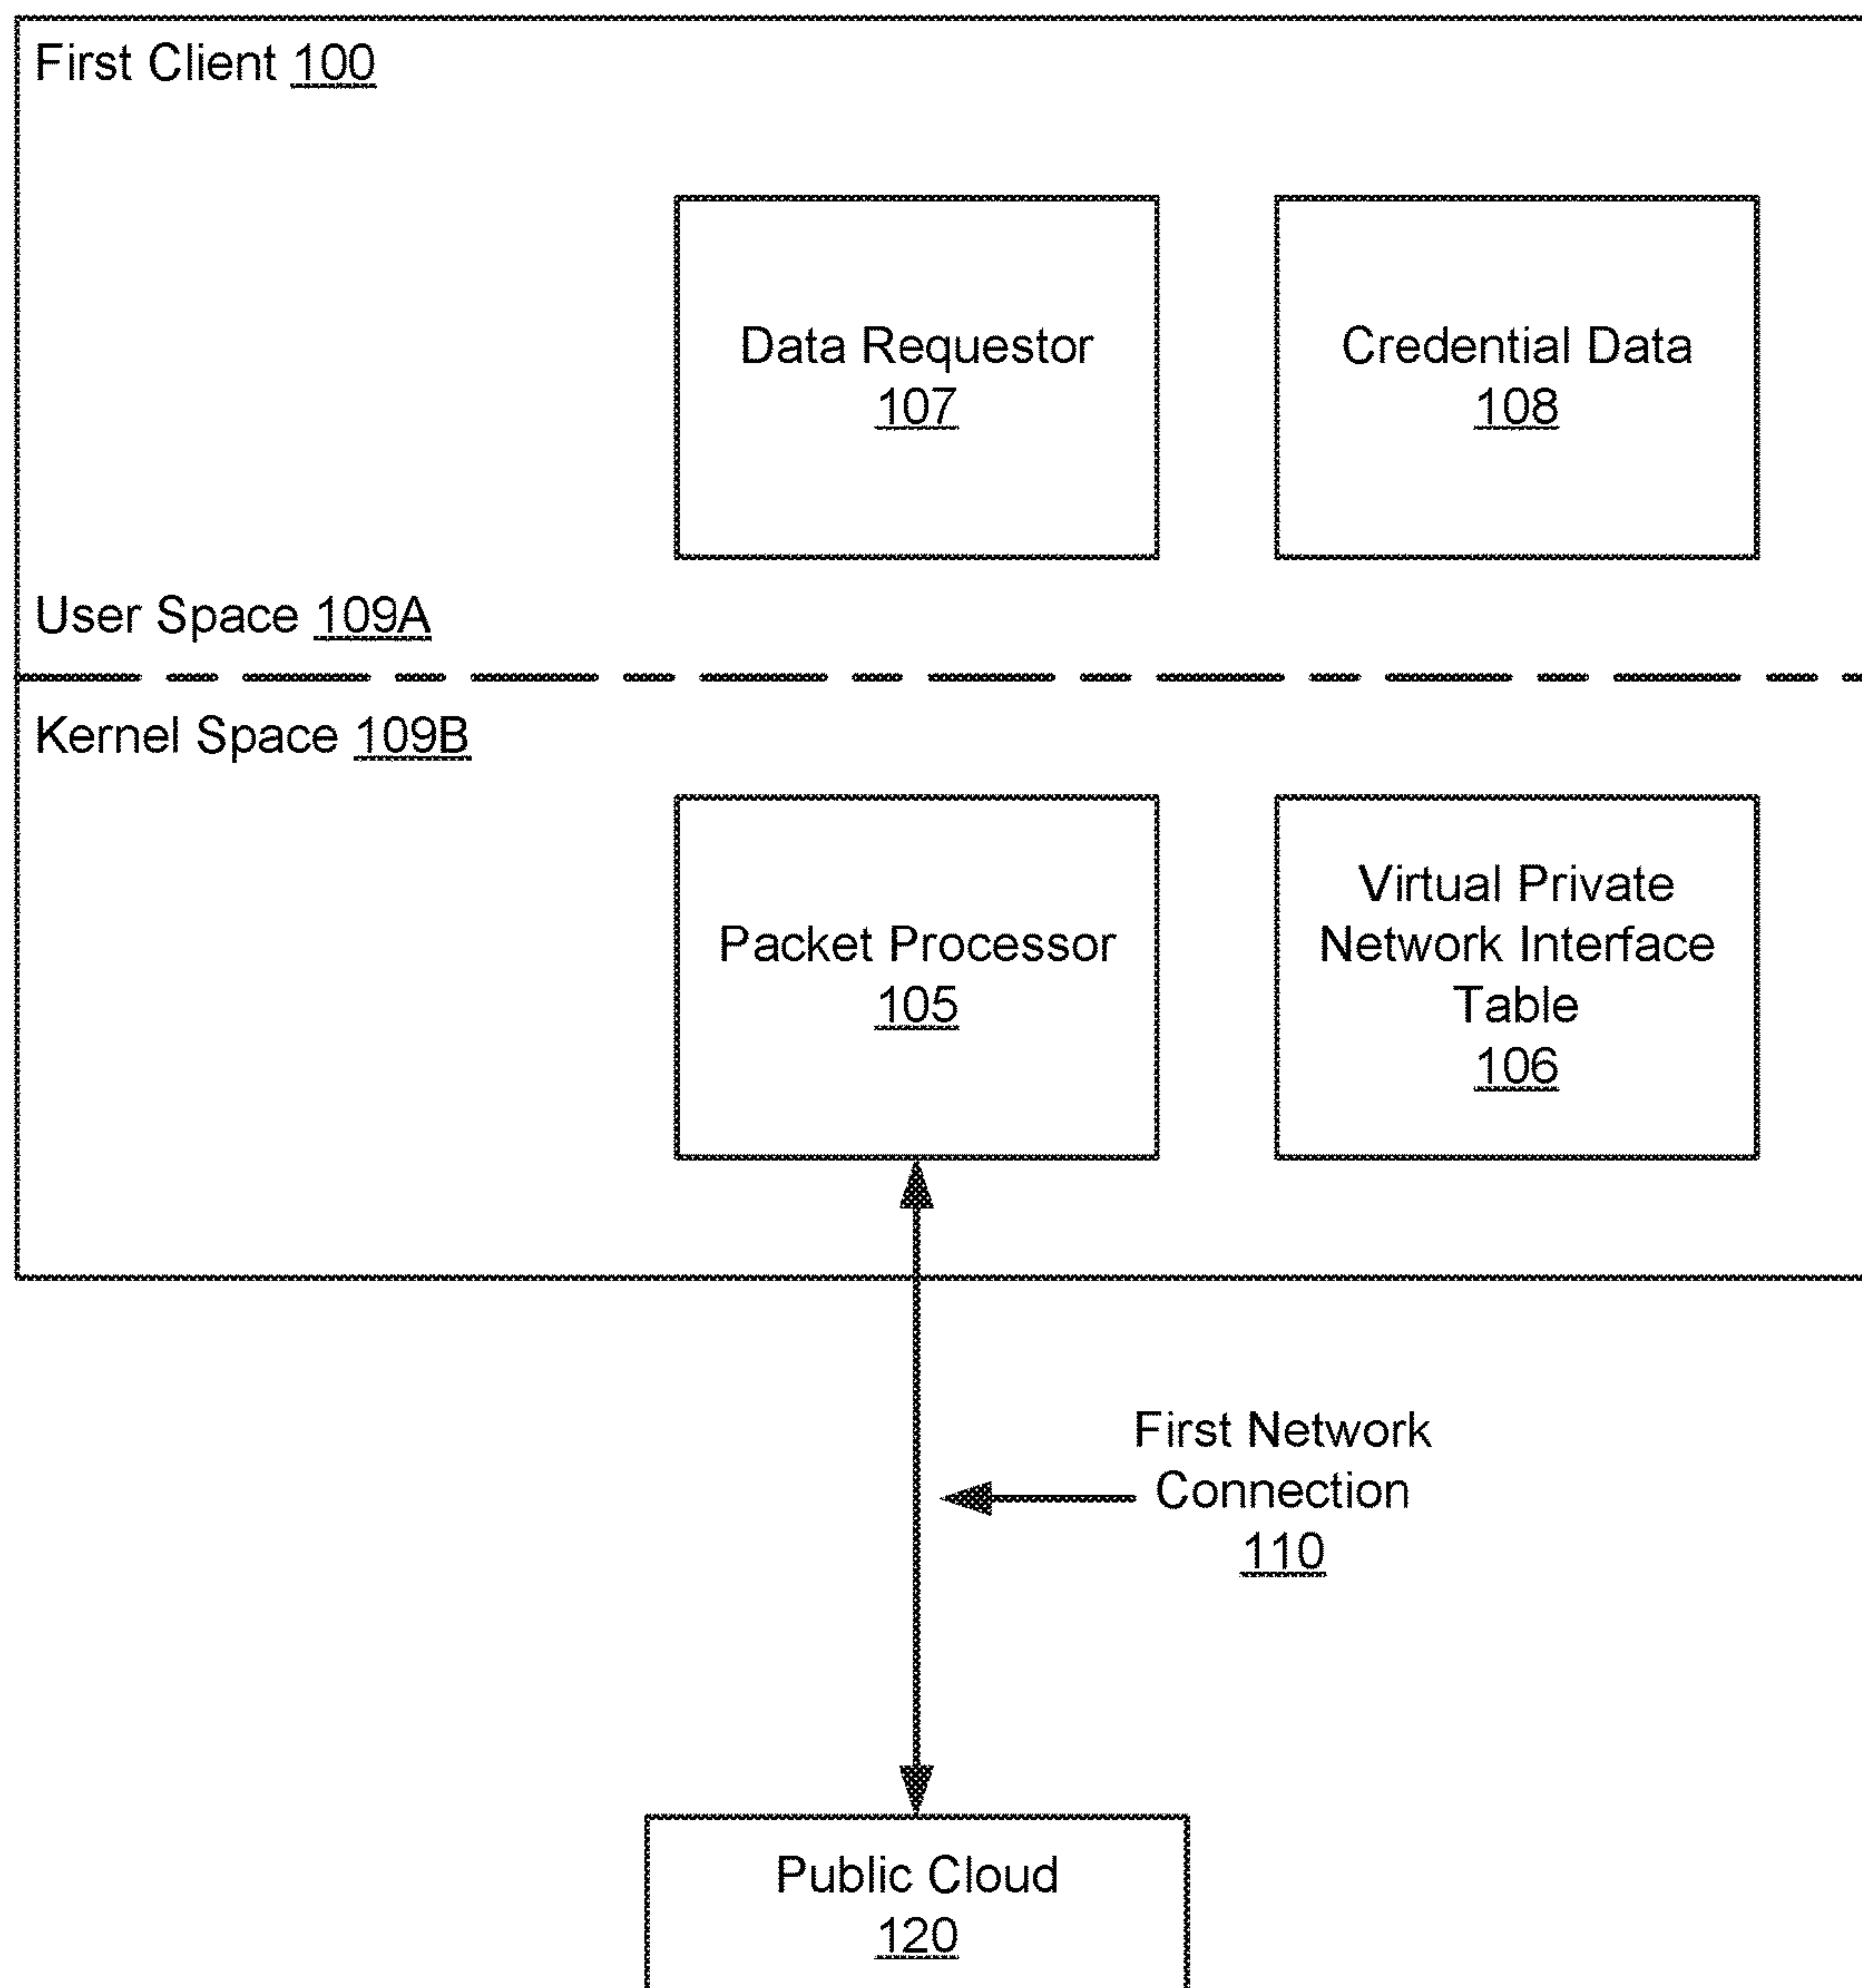 First Client 100
Data Requestor
107
Credential Data
108
User Space 109A
Kernel Space 109B
Packet Processor
105
Virtual Private
Network Interface
Table
106
First Network
Connection
110
Public Cloud
120